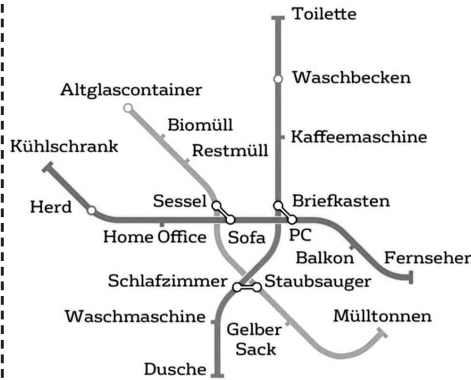 Toilette
Waschbecken
Altglascontainer
Biomüll
Kaffeemaschine
Restmüll
Kühlschrank
Sessel
Briefkasten
Herd
Home Office
Sofa
PC
Balkon
Fernseher
Schlafzimmer
Staubsauger
Waschmaschine
Gelber
Sack
Mülltonnen
Dusche